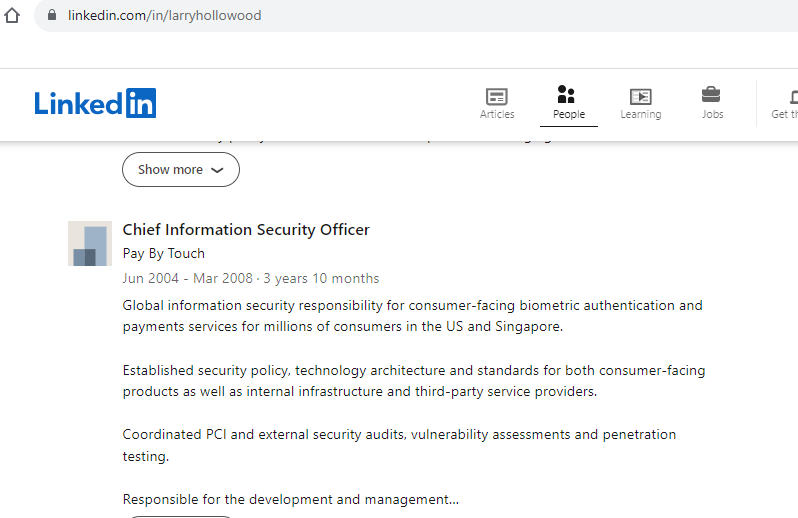 linkedin.com/in/larryhollowood
Linked in
Articles
People
Learning
Jobs
Get th
Show more
Chief Information Security Officer
Pay By Touch
Jun 2004 - Mar 2008 · 3 years 10 months
Global information security responsibility for consumer-facing biometric authentication and
payments services for millions of consumers in the US and Singapore.
Established security policy, technology architecture and standards for both consumer-facing
products as well as internal infrastructure and third-party service providers.
Coordinated PCI and external security audits, vulnerability assessments and penetration
testing.
Responsible for the development and management...